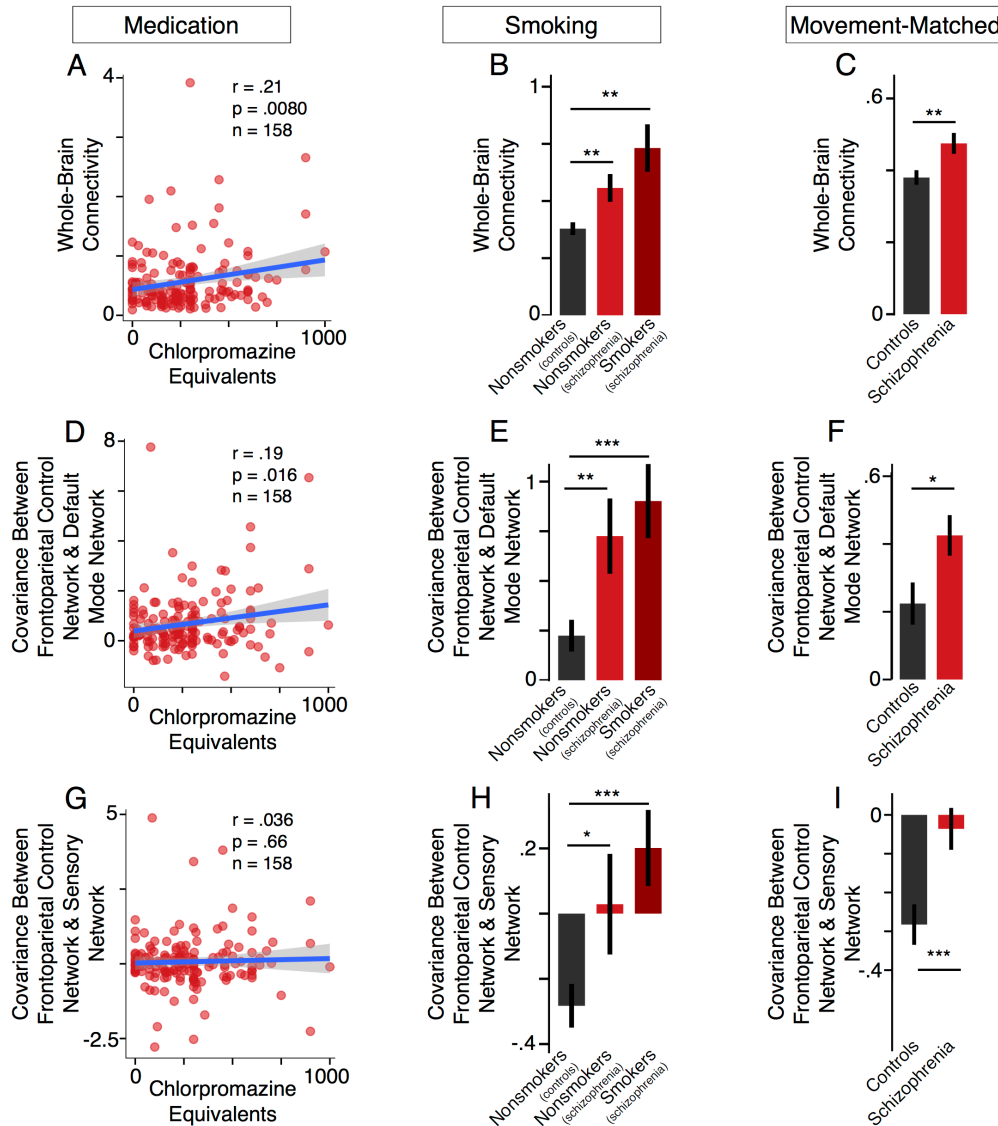 Medication
Smoking
Movement-Matched
A
Whole-Brain
Connectivity
4
0
r = .21
p = .0080
n = 158
0
1000
Chlorpromazine
Equivalents
B
Whole-Brain
Connectivity
1
0
**
**
Nonsmokers
(controls)
Nonsmokers
(schizophrenia)
Smokers
(schizophrenia)
C
Whole-Brain
Connectivity
.6
0
**
Controls
Schizophrenia
D
Covariance Between
Frontoparietal Control
Network & Default
Mode Network
8
0
r = .19
p = .016
n = 158
0
1000
Chlorpromazine
Equivalents
E
Covariance Between
Frontoparietal Control
Network & Default
Mode Network
1
0
***
**
Nonsmokers
(controls)
Nonsmokers
(schizophrenia)
Smokers
(schizophrenia)
F
Covariance Between
Frontoparietal Control
Network & Default
Mode Network
.6
0
*
Controls
Schizophrenia
G
Covariance Between
Frontoparietal Control
Network & Sensory
Network
5
-2.5
r = .036
p = .66
n = 158
0
1000
Chlorpromazine
Equivalents
H
Covariance Between
Frontoparietal Control
Network & Sensory
Network
.2
-.4
***
*
Nonsmokers
(controls)
Nonsmokers
(schizophrenia)
Smokers
(schizophrenia)
I
Covariance Between
Frontoparietal Control
Network & Sensory
Network
0
-.4
***
Controls
Schizophrenia